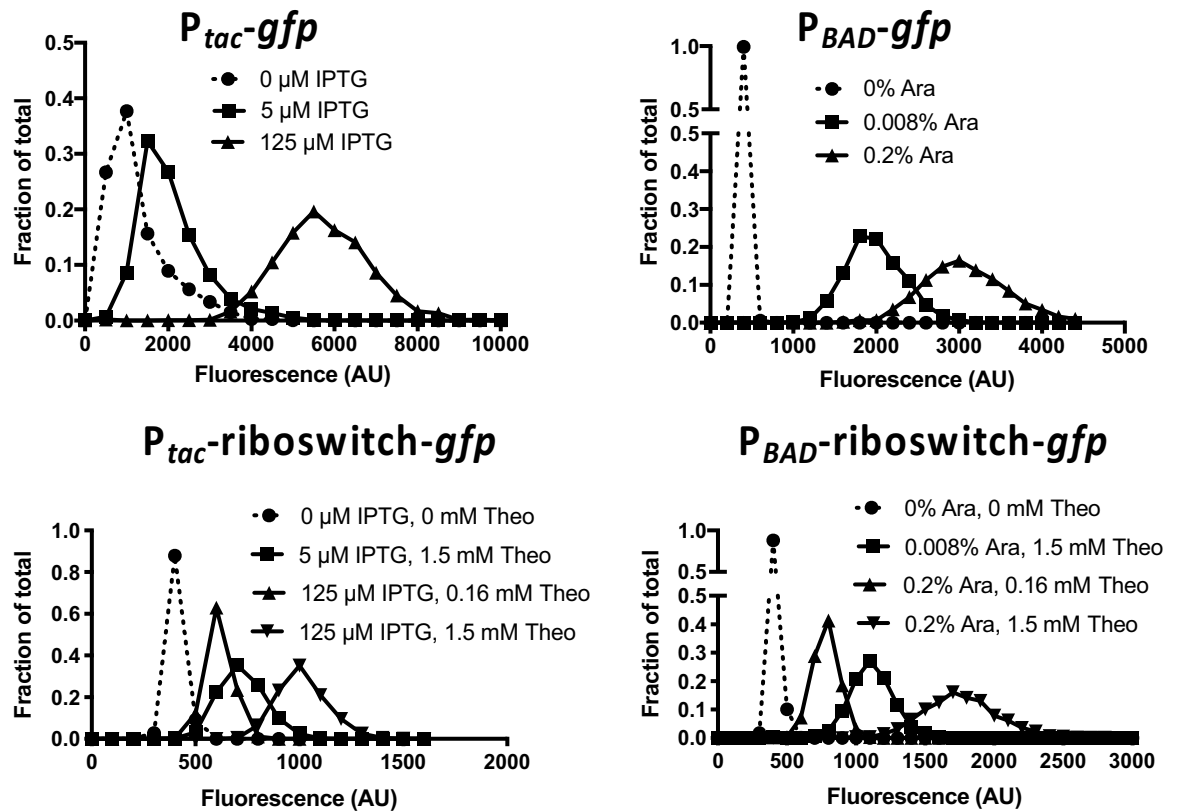 P_tac-gfp
0.5
0.4
0.3
0.2
0.1
0.0
Fraction of total
0 µM IPTG
5 µM IPTG
125 µM IPTG
0 2000 4000 6000 8000 10000
Fluorescence (AU)
P_BAD-gfp
1.0
0.5
0.5
0.4
0.3
0.2
0.1
0.0
Fraction of total
0% Ara
0.008% Ara
0.2% Ara
0 1000 2000 3000 4000 5000
Fluorescence (AU)
P_tac-riboswitch-gfp
1.0
0.8
0.6
0.4
0.2
0.0
Fraction of total
0 µM IPTG, 0 mM Theo
5 µM IPTG, 1.5 mM Theo
125 µM IPTG, 0.16 mM Theo
125 µM IPTG, 1.5 mM Theo
0 500 1000 2000
Fluorescence (AU)
P_BAD-riboswitch-gfp
1.0
0.5
0.5
0.4
0.3
0.2
0.1
0.0
Fraction of total
0% Ara, 0 mM Theo
0.008% Ara, 1.5 mM Theo
0.2% Ara, 0.16 mM Theo
0.2% Ara, 1.5 mM Theo
0 500 1000 1500 2000 2500 3000
Fluorescence (AU)